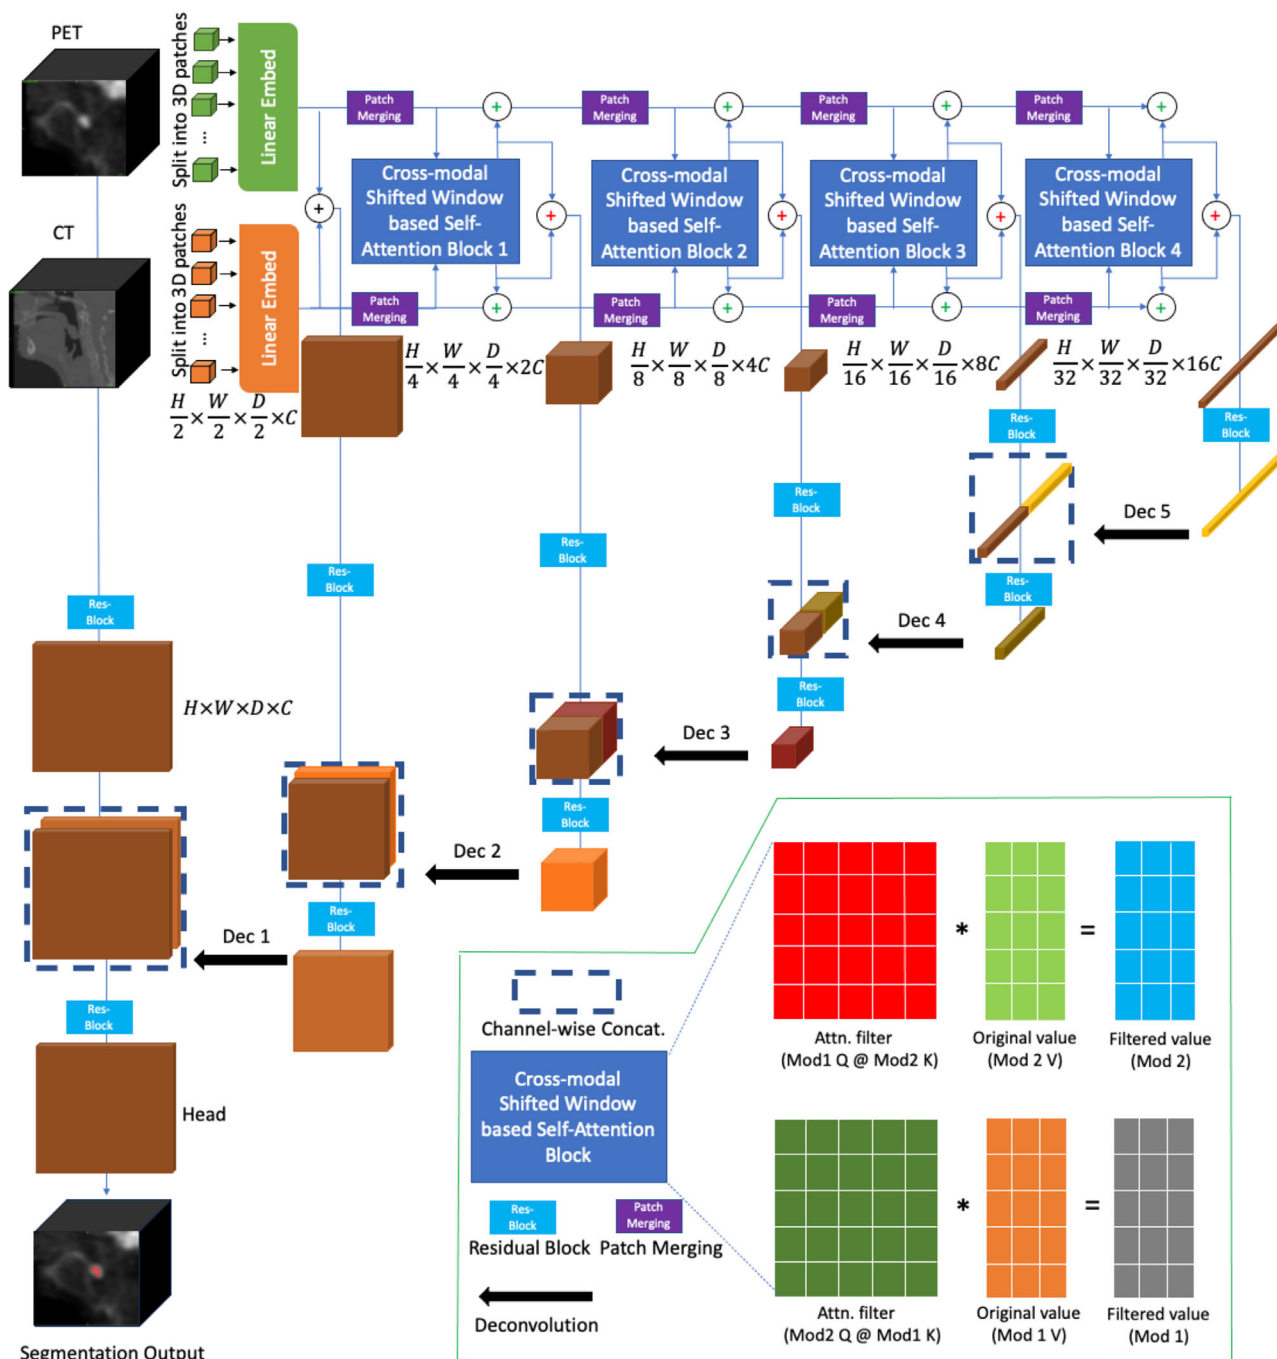 PET
Split into 3D patches
...
Linear Embed
Patch
Merging
+
Patch
Merging
+
Patch
Merging
+
Patch
Merging
+
+
Cross-modal
Shifted Window
based Self-
Attention Block 1
+
Cross-modal
Shifted Window
based Self-
Attention Block 2
+
Cross-modal
Shifted Window
based Self-
Attention Block 3
+
Cross-modal
Shifted Window
based Self-
Attention Block 4
+
CT
Split into 3D patches
...
Linear Embed
Patch
Merging
+
Patch
Merging
+
Patch
Merging
+
Patch
Merging
+
H/2 × W/2 × D/2 × C
H/4 × W/4 × D/4 × 2C
H/8 × W/8 × D/8 × 4C
H/16 × W/16 × D/16 × 8C
H/32 × W/32 × D/32 × 16C
Res-
Block
Res-
Block
Res-
Block
Dec 5
Res-
Block
Res-
Block
Res-
Block
Res-
Block
Dec 4
Res-
Block
H×W×D×C
Dec 3
Res-
Block
Dec 2
Res-
Block
Dec 1
Res-
Block
Head
Segmentation Output
Channel-wise Concat.
Cross-modal
Shifted Window
based Self-Attention
Block
Res-
Block
Residual Block
Patch
Merging
Patch Merging
Deconvolution
*
=
Attn. filter
(Mod1 Q @ Mod2 K)
Original value
(Mod 2 V)
Filtered value
(Mod 2)
*
=
Attn. filter
(Mod2 Q @ Mod1 K)
Original value
(Mod 1 V)
Filtered value
(Mod 1)